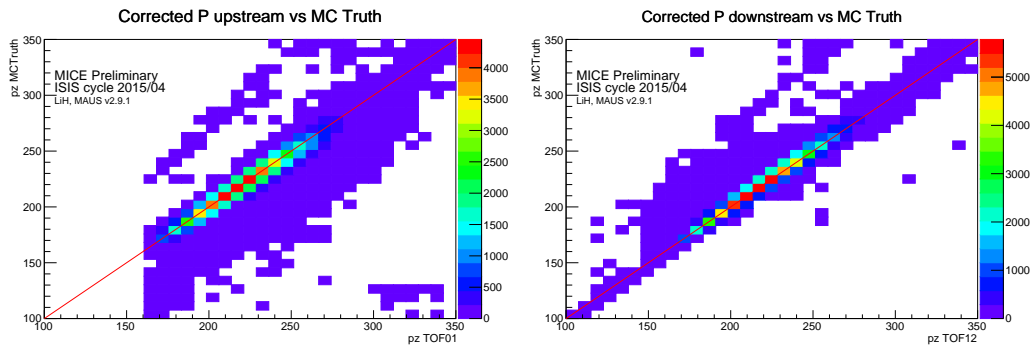 Corrected P upstream vs MC Truth
pz MCTruth
350
300
250
200
150
100
MICE Preliminary
ISIS cycle 2015/04
LiH, MAUS v2.9.1
100 150 200 250 300 350
pz TOF01
4000
3500
3000
2500
2000
1500
1000
500
0
Corrected P downstream vs MC Truth
pz MCTruth
350
300
250
200
150
100
MICE Preliminary
ISIS cycle 2015/04
LiH, MAUS v2.9.1
100 150 200 250 300 350
pz TOF12
5000
4000
3000
2000
1000
0